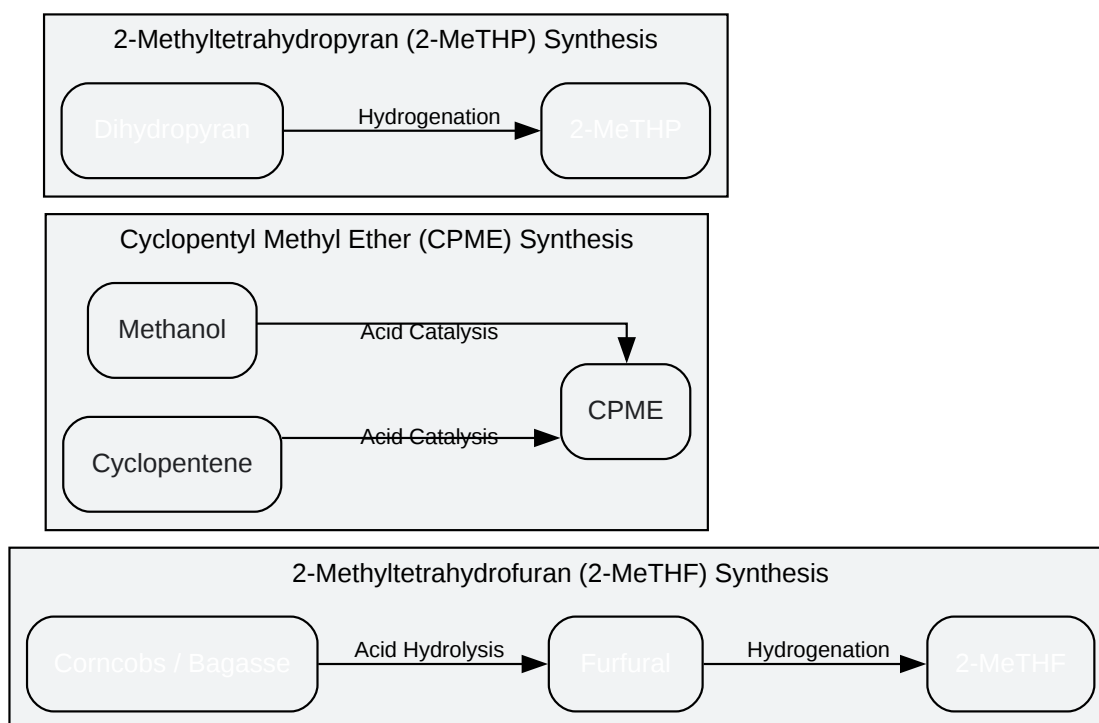 2-Methyltetrahydropyran (2-MeTHP) Synthesis
Dihydropyran
Hydrogenation
2-MeTHP
Cyclopentyl Methyl Ether (CPME) Synthesis
Methanol
Acid Catalysis
CPME
Cyclopentene
Acid Catalysis
2-Methyltetrahydrofuran (2-MeTHF) Synthesis
Corncobs / Bagasse
Acid Hydrolysis
Furfural
Hydrogenation
2-MeTHF